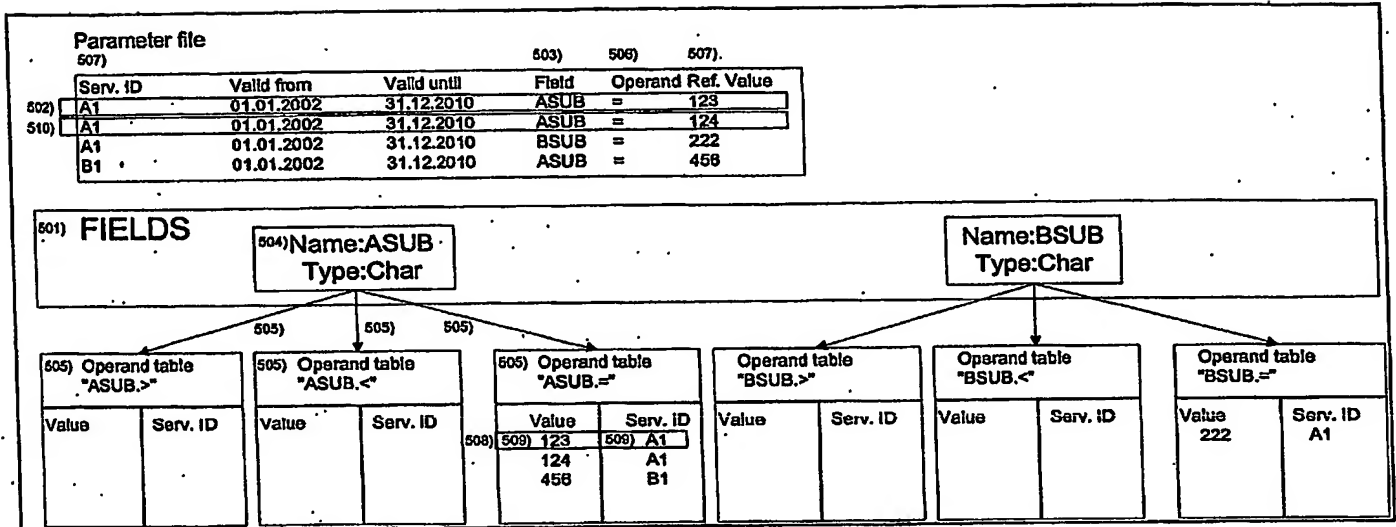 Parameter file
507) 503) 506) 507).
Serv. ID Valid from Valid until Field Operand Ref. Value
502) A1 01.01.2002 31.12.2010 ASUB = 123
510) A1 01.01.2002 31.12.2010 ASUB = 124
A1 01.01.2002 31.12.2010 BSUB = 222
B1 01.01.2002 31.12.2010 ASUB = 456
501) FIELDS
504) Name:ASUB
Type:Char
Name:BSUB
Type:Char
505) 505) 505)
505) Operand table
"ASUB.>"
Value Serv. ID
505) Operand table
"ASUB.<"
Value Serv. ID
505) Operand table
"ASUB.="
Value Serv. ID
508) 509) 123 509) A1
124 A1
456 B1
Operand table
"BSUB.>"
Value Serv. ID
Operand table
"BSUB.<"
Value Serv. ID
Operand table
"BSUB.="
Value Serv. ID
222 A1